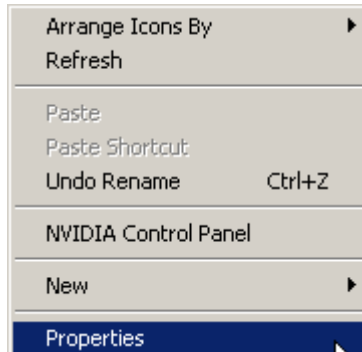 Arrange Icons By
Refresh
Paste
Paste Shortcut
Undo Rename Ctrl+Z
NVIDIA Control Panel
New
Properties